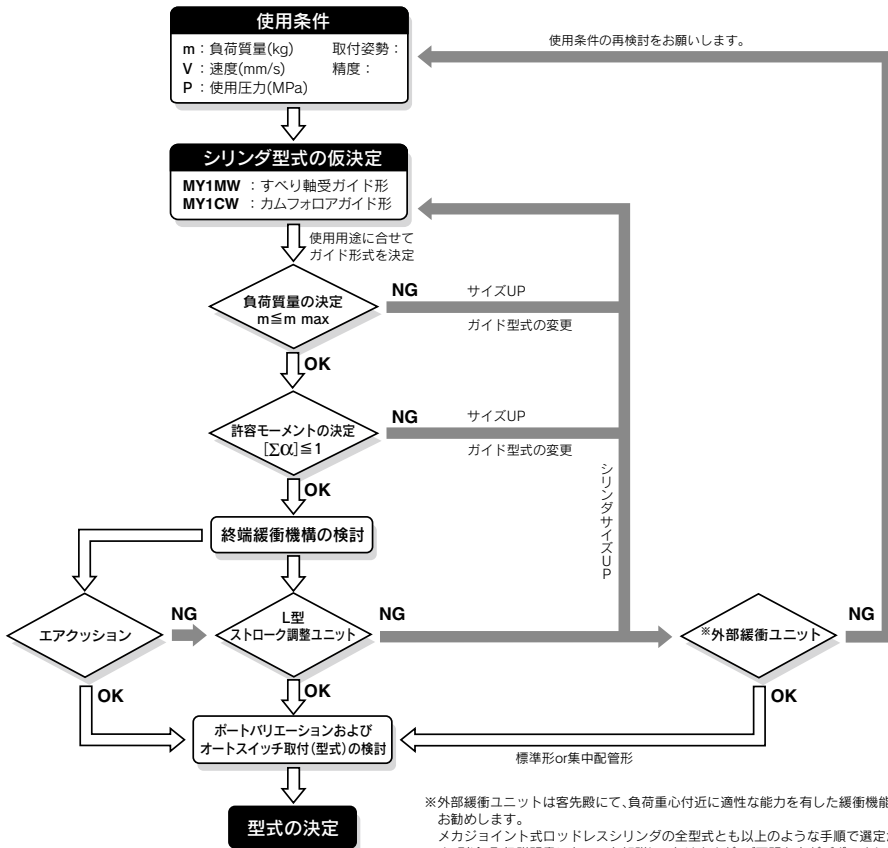 使用条件
m：負荷質量(kg)　取付姿勢：
V：速度(mm/s)　精度：
P：使用圧力(MPa)
使用条件の再検討をお願いします。
シリンダ型式の仮決定
MY1MW：すべり軸受ガイド形
MY1CW：カムフォロアガイド形
使用用途に合せて
ガイド形式を決定
負荷質量の決定
m≦m max
NG
サイズUP
ガイド型式の変更
OK
許容モーメントの決定
[Σα]≦1
NG
サイズUP
ガイド型式の変更
OK
シリンダサイズUP
終端緩衝機構の検討
エアクッション
NG
L型
ストローク調整ユニット
NG
※外部緩衝ユニット
NG
OK
OK
OK
ポートバリエーションおよび
オートスイッチ取付(型式)の検討
標準形or集中配管形
型式の決定
※外部緩衝ユニットは客先殿にて、負荷重心付近に適性な能力を有した緩衝機能
お勧めします。
メカジョイント式ロッドレスシリンダの全型式とも以上のような手順で選定